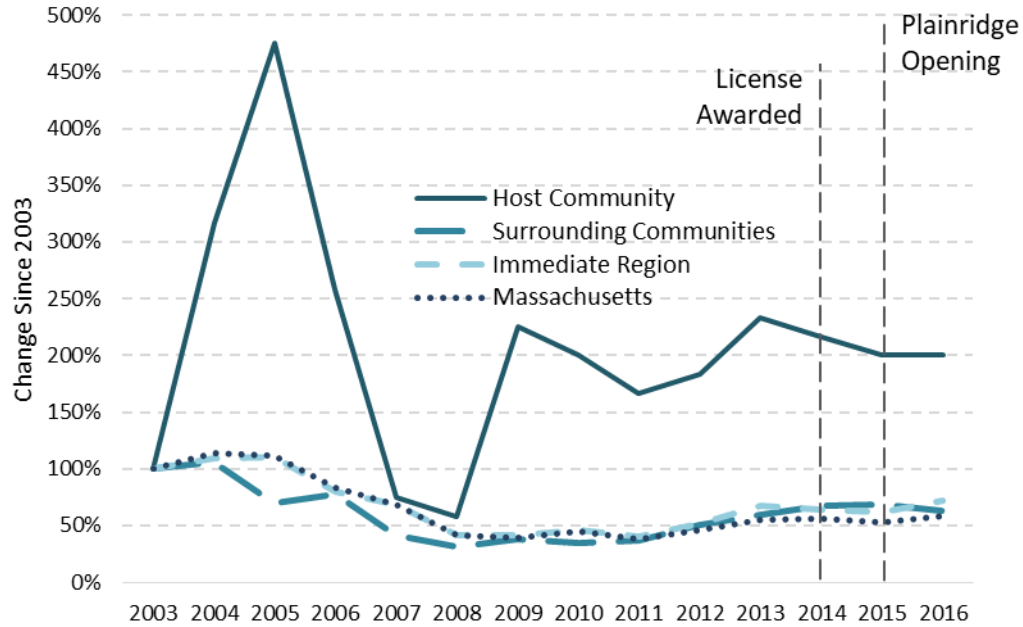 500%
450%
400%
350%
300%
250%
200%
150%
100%
50%
0%
Change Since 2003
License
Awarded
Plainridge
Opening
Host Community
Surrounding Communities
Immediate Region
Massachusetts
2003 2004 2005 2006 2007 2008 2009 2010 2011 2012 2013 2014 2015 2016